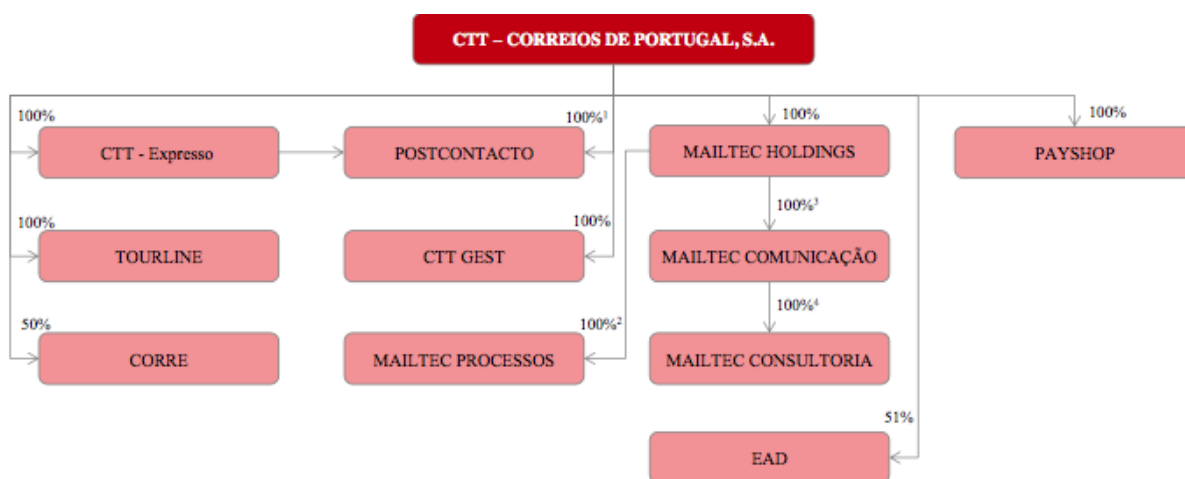 CTT – CORREIOS DE PORTUGAL, S.A.
100%
100%¹
100%
100%
CTT - Expresso
POSTCONTACTO
MAILTEC HOLDINGS
PAYSHOP
100%
100%
100%³
TOURLINE
CTT GEST
MAILTEC COMUNICAÇÃO
50%
100%²
100%⁴
CORRE
MAILTEC PROCESSOS
MAILTEC CONSULTORIA
51%
EAD